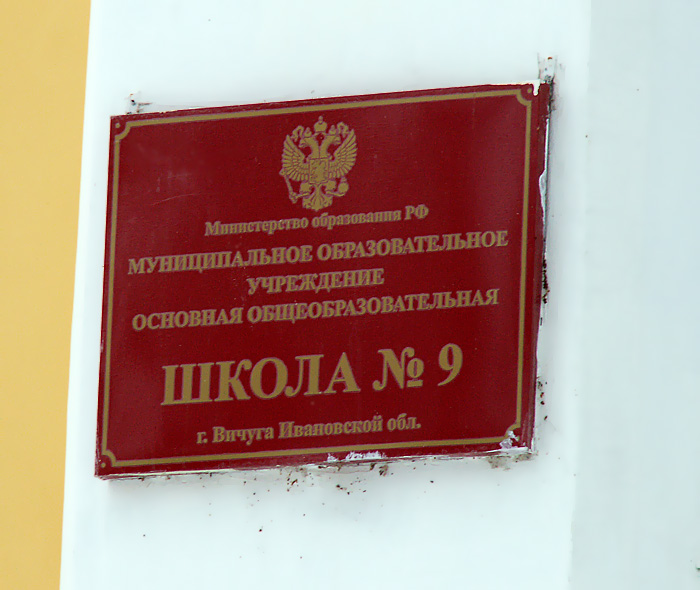 Министерство образования РФ
МУНИЦИПАЛЬНОЕ ОБРАЗОВАТЕЛЬНОЕ
УЧРЕЖДЕНИЕ
ОСНОВНАЯ ОБЩЕОБРАЗОВАТЕЛЬНАЯ
ШКОЛА № 9
г. Вичуга Ивановской обл.